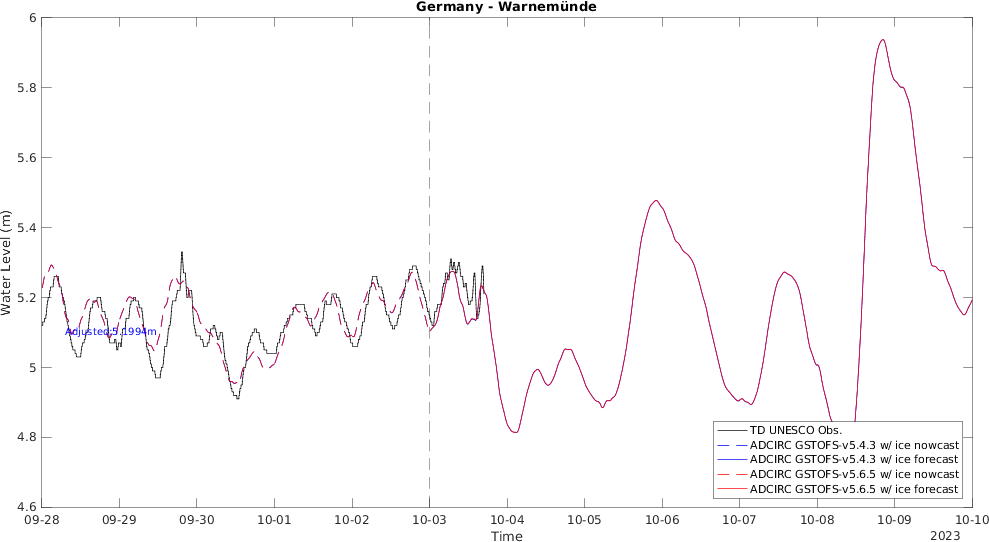 Germany - Warnemünde
Water Level (m)
6
5.8
5.6
5.4
5.2
5
4.8
4.6
Adjusted:5.1994m
TD UNESCO Obs.
ADCIRC GSTOFS-v5.4.3 w/ ice nowcast
ADCIRC GSTOFS-v5.4.3 w/ ice forecast
ADCIRC GSTOFS-v5.6.5 w/ ice nowcast
ADCIRC GSTOFS-v5.6.5 w/ ice forecast
09-28 09-29 09-30 10-01 10-02 10-03 10-04 10-05 10-06 10-07 10-08 10-09 10-10
Time
2023